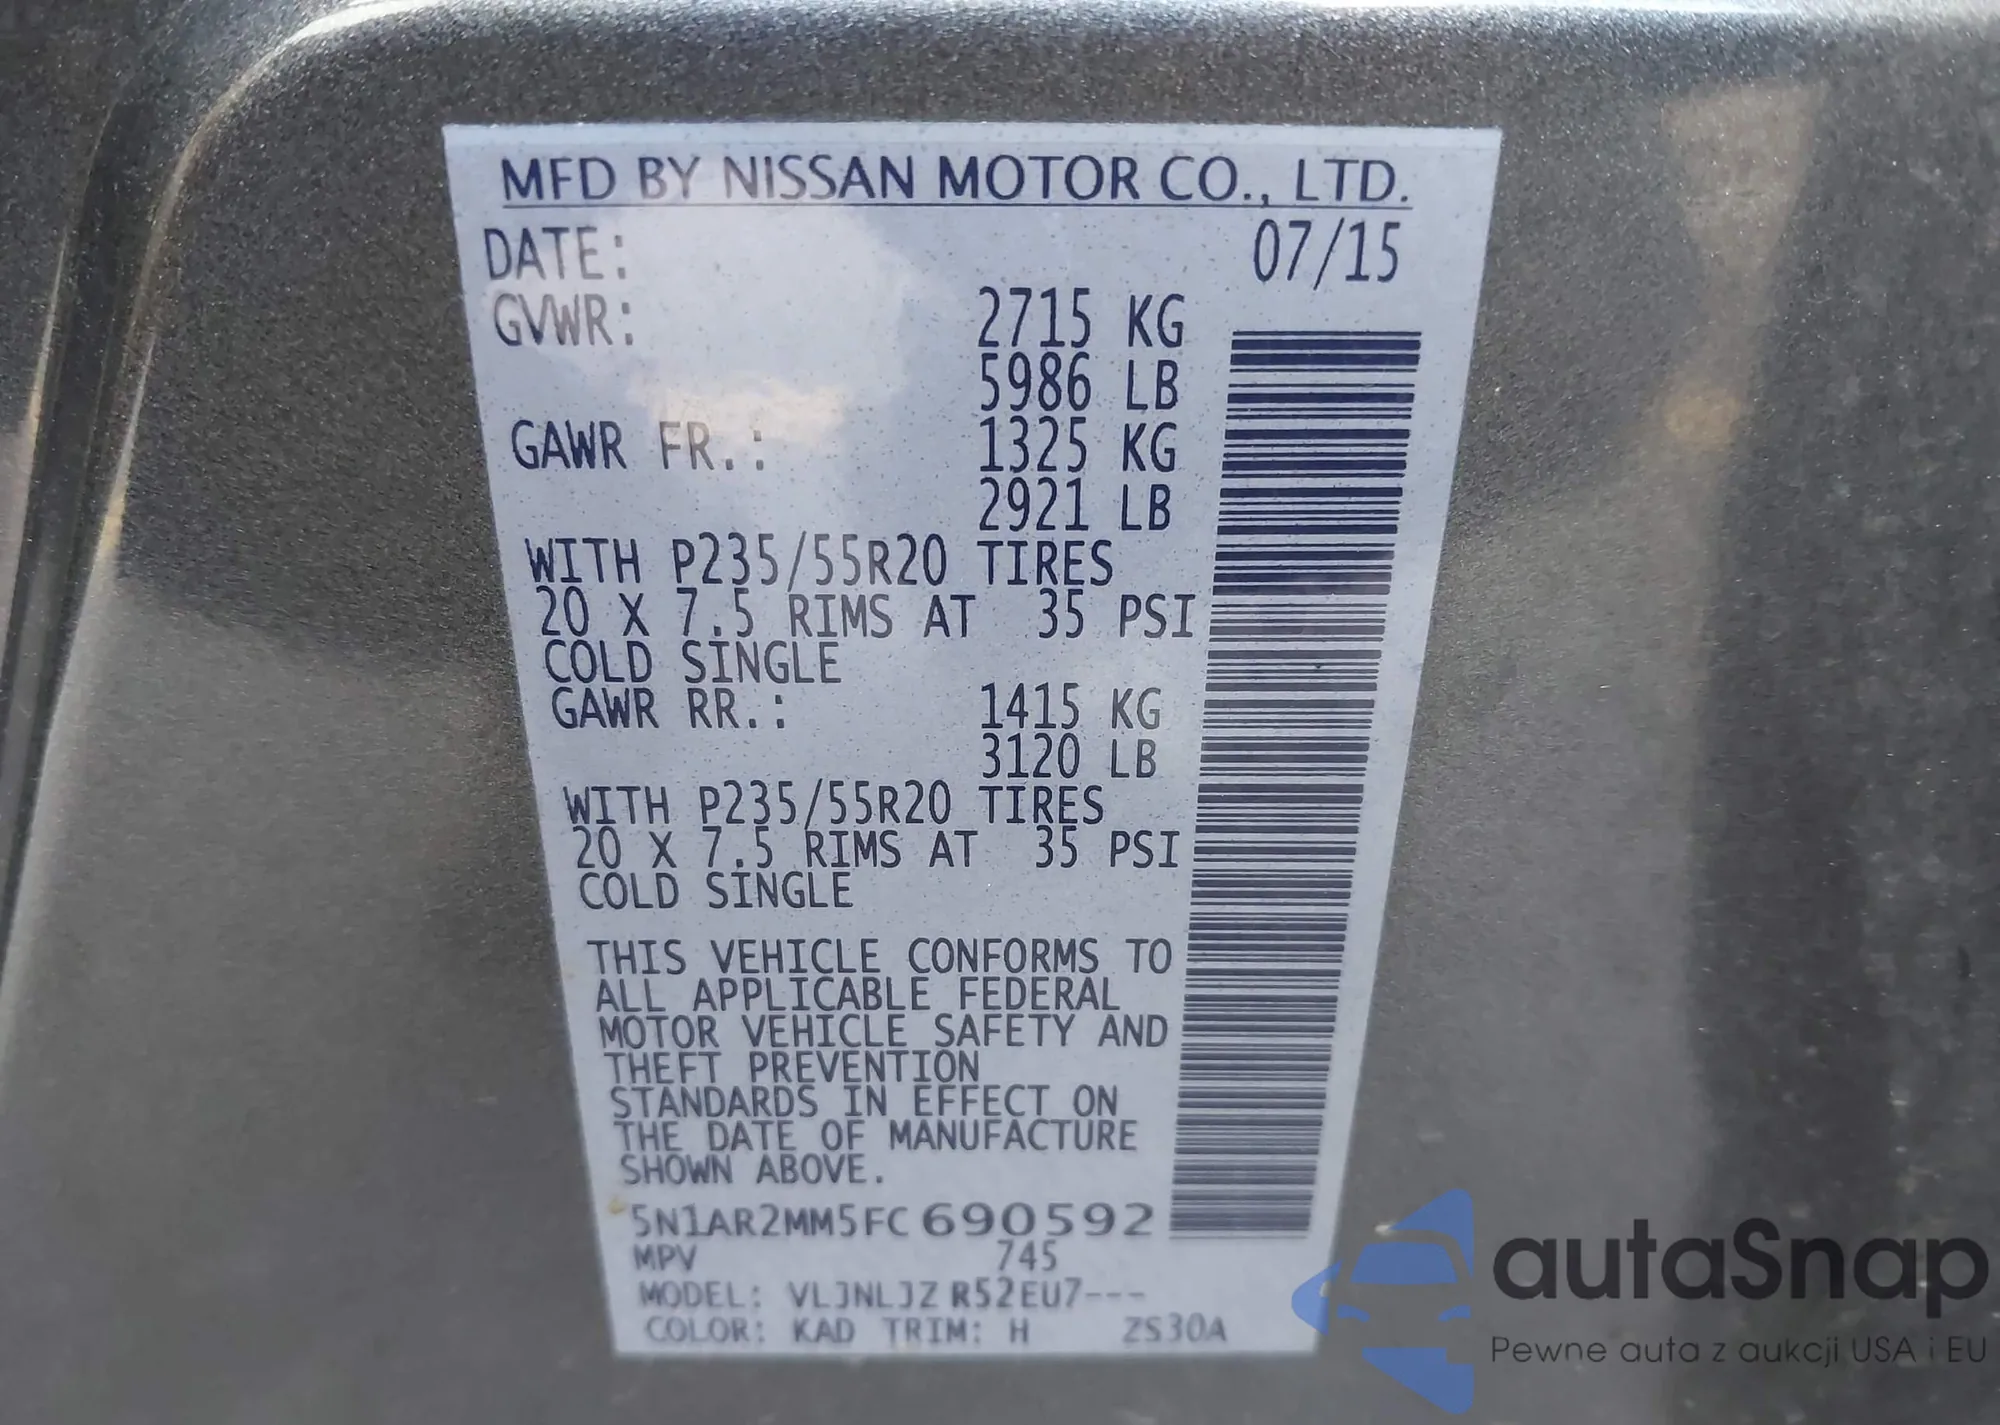 MFD BY NISSAN MOTOR CO., LTD.
DATE: 07/15
GVWR: 2715 KG
5986 LB
GAWR FR.: 1325 KG
2921 LB
WITH P235/55R20 TIRES
20 X 7.5 RIMS AT 35 PSI
COLD SINGLE
GAWR RR.: 1415 KG
3120 LB
WITH P235/55R20 TIRES
20 X 7.5 RIMS AT 35 PSI
COLD SINGLE
THIS VEHICLE CONFORMS TO
ALL APPLICABLE FEDERAL
MOTOR VEHICLE SAFETY AND
THEFT PREVENTION
STANDARDS IN EFFECT ON
THE DATE OF MANUFACTURE
SHOWN ABOVE.
5N1AR2MM5FC690592
MPV 745
MODEL: VLJNLJZ R52EU7---
COLOR: KAD TRIM: H ZS30A
autaSnap
Pewne auta z aukcji USA i EU